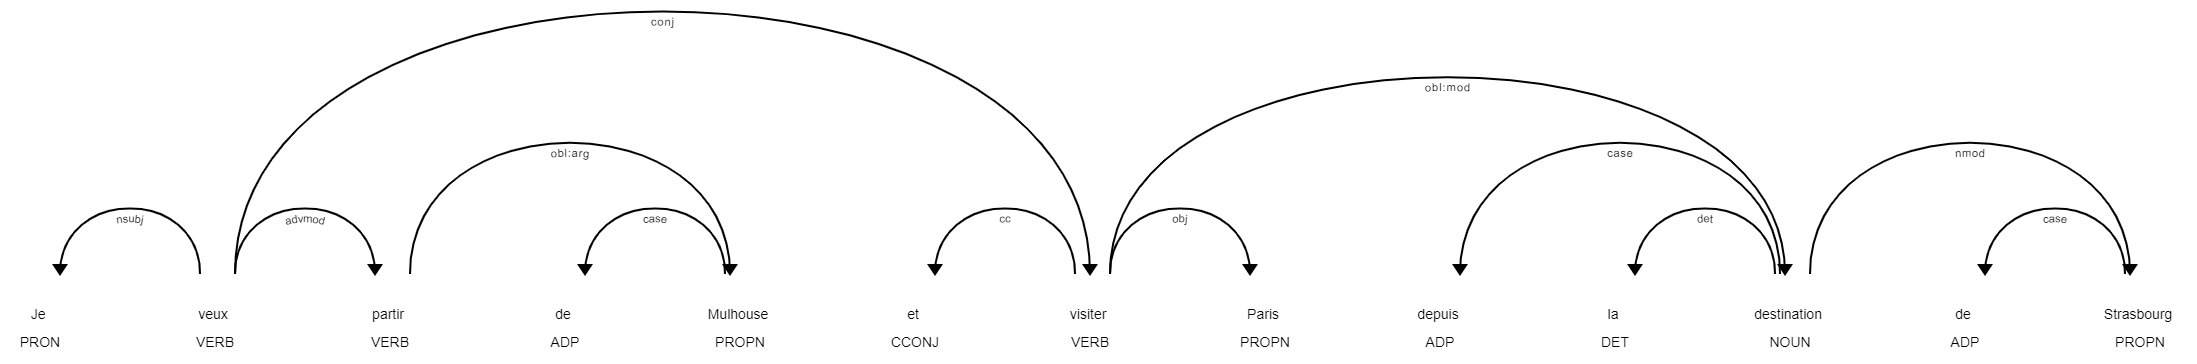 conj
obl:mod
obl:arg case nmod
nsubj advmod case cc obj det case
Je veux partir de Mulhouse et visiter Paris depuis la destination de Strasbourg
PRON VERB VERB ADP PROPN CCONJ VERB PROPN ADP DET NOUN ADP PROPN